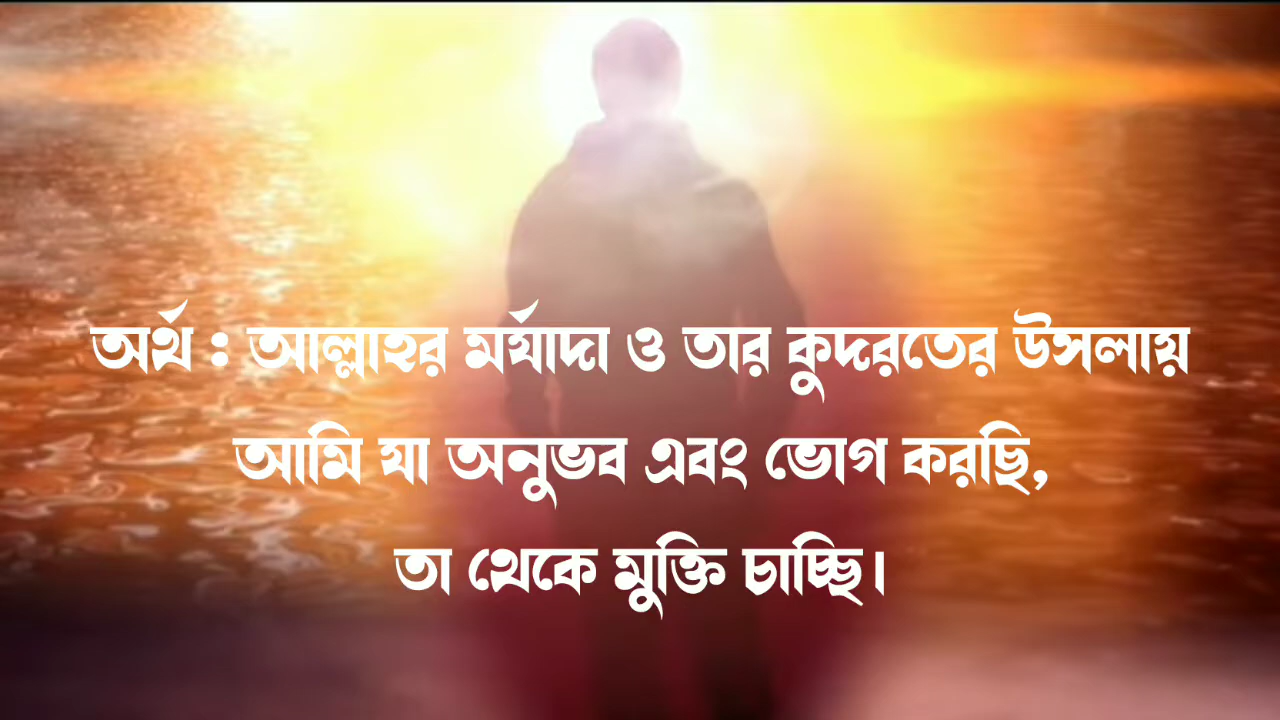 অর্থ : আল্লাহর মর্যাদা ও তার কুদরতের উসলায়
আমি যা অনুভব এবং ভোগ করছি,
তা থেকে মুক্তি চাচ্ছি।